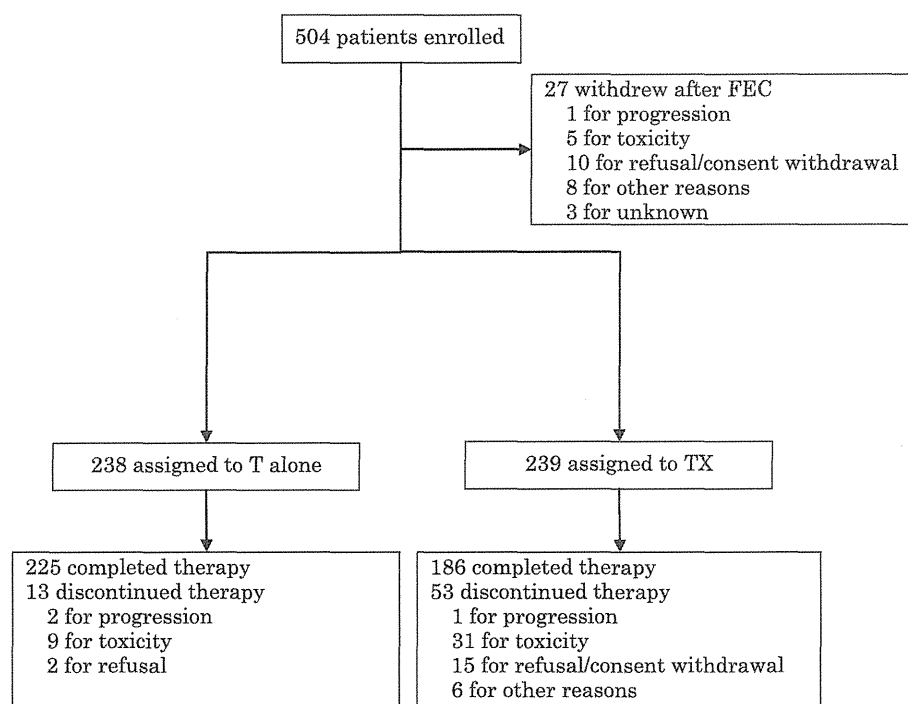 504 patients enrolled
27 withdrew after FEC
1 for progression
5 for toxicity
10 for refusal/consent withdrawal
8 for other reasons
3 for unknown
238 assigned to T alone
239 assigned to TX
225 completed therapy
13 discontinued therapy
2 for progression
9 for toxicity
2 for refusal
186 completed therapy
53 discontinued therapy
1 for progression
31 for toxicity
15 for refusal/consent withdrawal
6 for other reasons